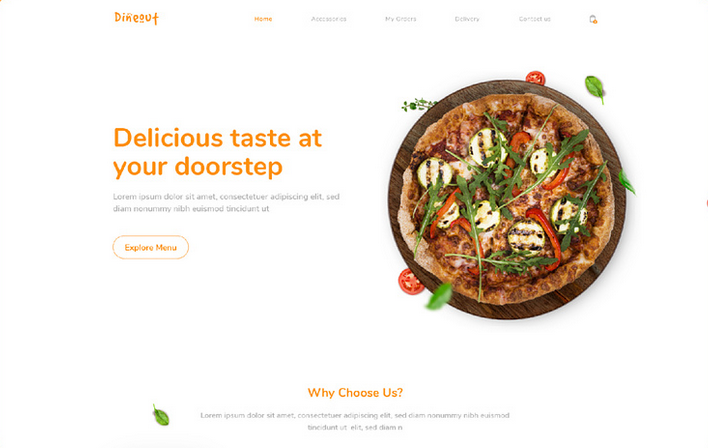 Dineout
Home Accessories My Orders Delivery Contact us
Delicious taste at
your doorstep
Lorem ipsum dolor sit amet, consectetuer adipiscing elit, sed
diam nonummy nibh euismod tincidunt ut
Explore Menu
Why Choose Us?
Lorem ipsum dolor sit amet, consectetuer adipiscing elit, sed diam nonummy nibh euismod
tincidunt ut elit, sed diam n